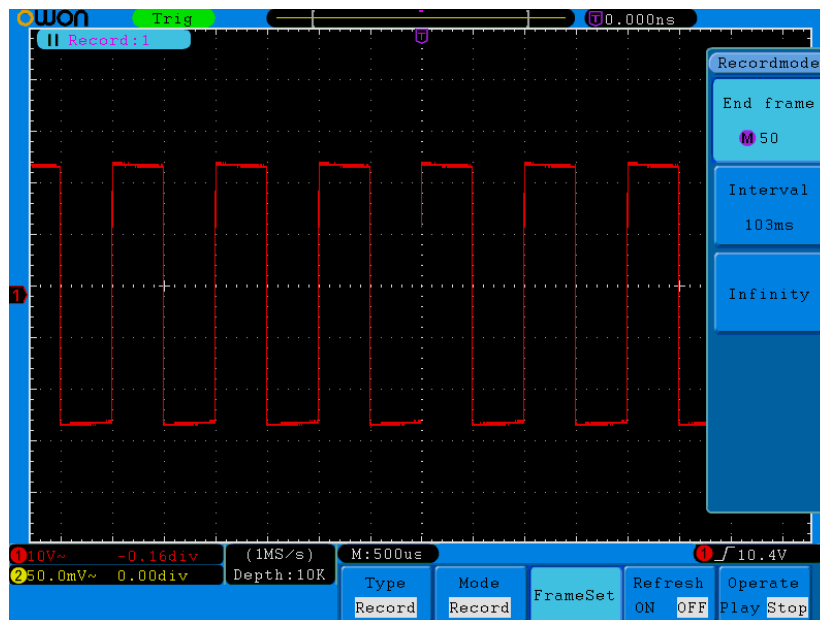 OWON Trig T 0.000ns
Record:1
T
Recordmode
End frame
M 50
Interval
103ms
Infinity
1
1 10V~ -0.16div (1MS/s) M:500us 1 10.4V
2 50.0mV~ 0.00div Depth:10K
Type Mode FrameSet Refresh Operate
Record Record ON OFF Play Stop